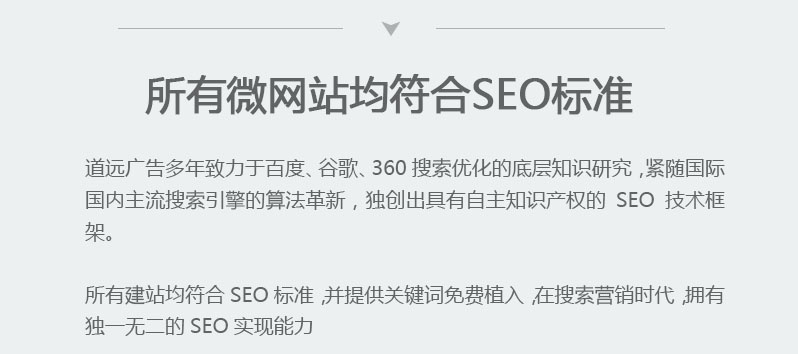 所有微网站均符合SEO标准
道远广告多年致力于百度、谷歌、360 搜索优化的底层知识研究,紧随国际
国内主流搜索引擎的算法革新，独创出具有自主知识产权的 SEO 技术框
架。
所有建站均符合 SEO 标准,并提供关键词免费植入,在搜索营销时代,拥有
独一无二的 SEO 实现能力